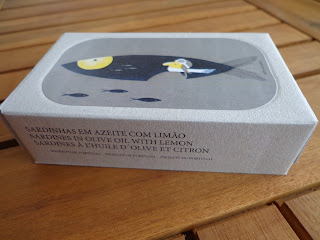 SARDINHAS EM AZEITE COM LIMÃO
SARDINES IN OLIVE OIL WITH LEMON
SARDINES À L'HUILE D'OLIVE ET CITRON